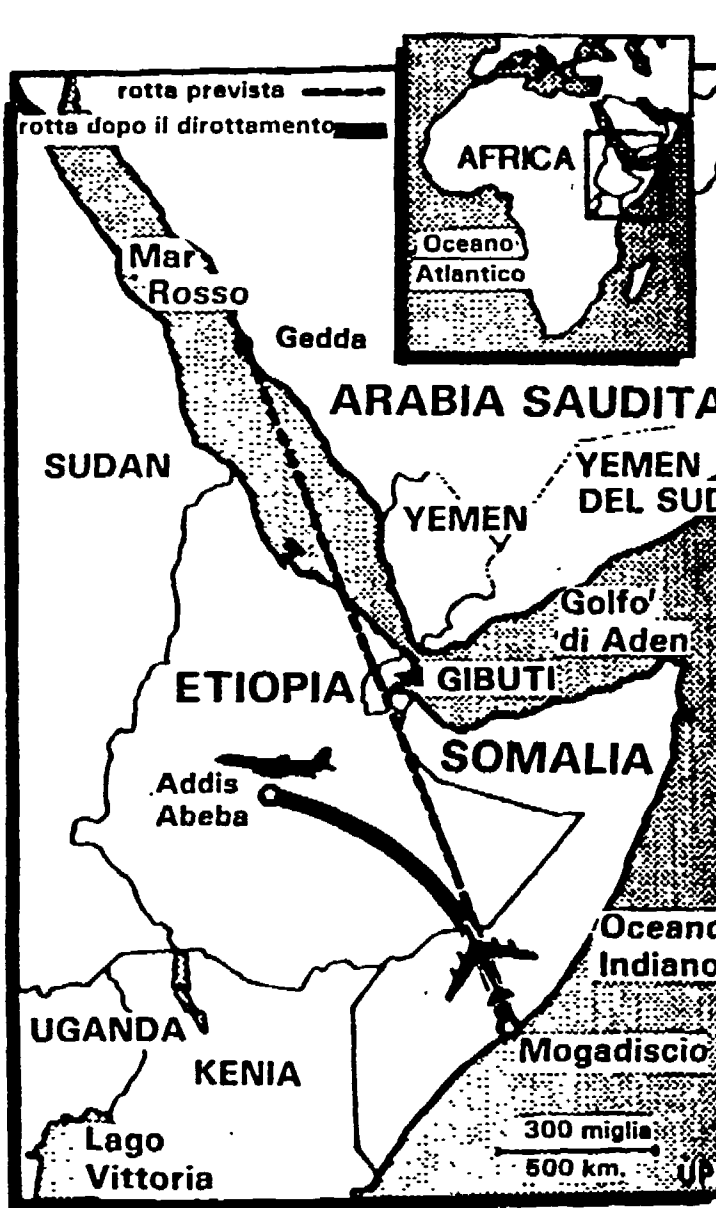 rotta prevista
rotta dopo il dirottamento
AFRICA
Oceano
Atlantico
Mar
Rosso
Gedda
ARABIA SAUDITA
SUDAN
YEMEN
DEL SUD
YEMEN
Golfo
di Aden
ETIOPIA
GIBUTI
SOMALIA
Addis
Abeba
Oceano
Indiano
UGANDA
KENIA
Mogadiscio
Lago
Vittoria
300 miglia
500 km.
UP